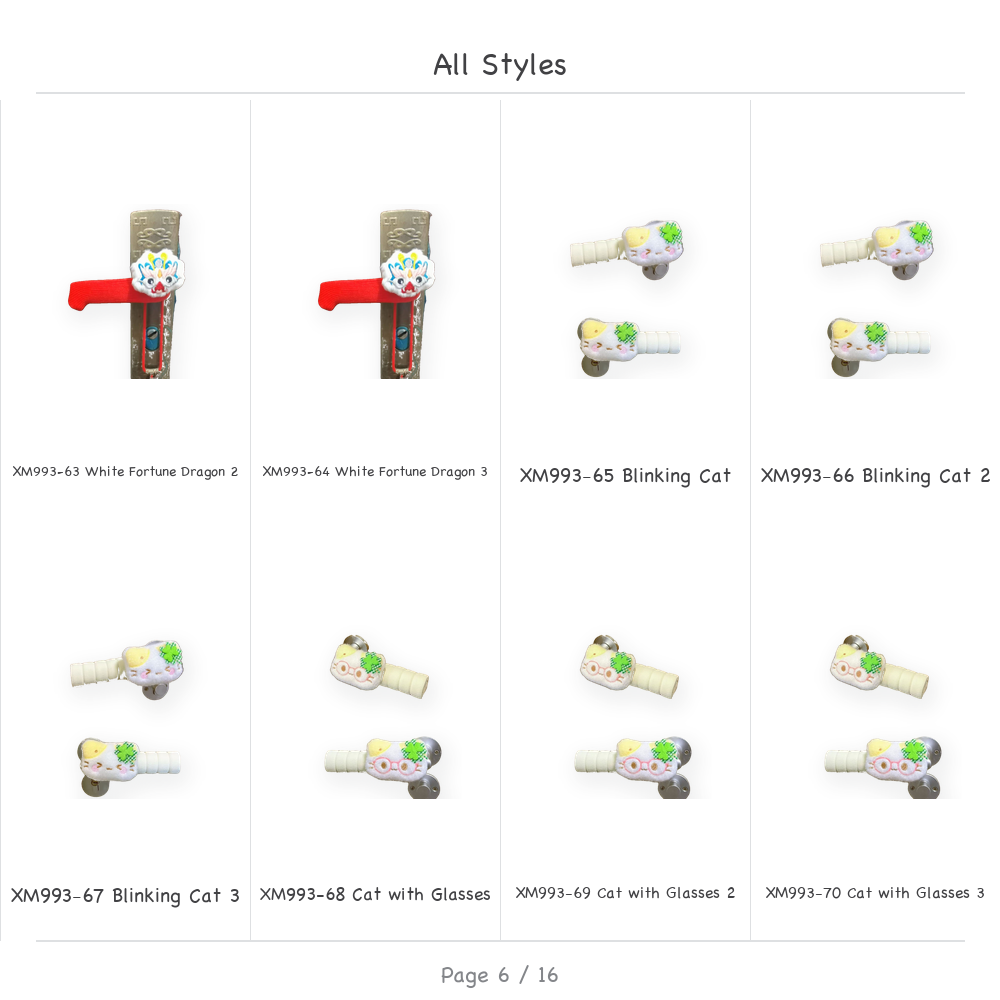 All Styles
XM993-63 White Fortune Dragon 2
XM993-64 White Fortune Dragon 3
XM993-65 Blinking Cat
XM993-66 Blinking Cat 2
XM993-67 Blinking Cat 3
XM993-68 Cat with Glasses
XM993-69 Cat with Glasses 2
XM993-70 Cat with Glasses 3
Page 6 / 16